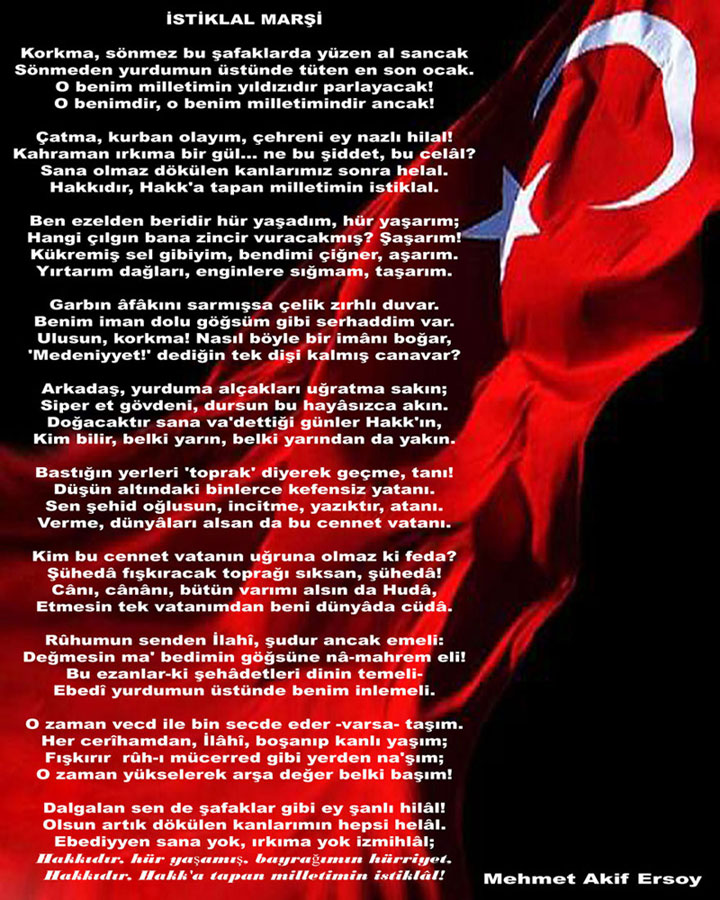 İSTİKLAL MARŞİ
Korkma, sönmez bu şafaklarda yüzen al sancak
Sönmeden yurdumun üstünde tüten en son ocak.
O benim milletimin yıldızıdır parlayacak!
O benimdir, o benim milletimindir ancak!
Çatma, kurban olayım, çehreni ey nazlı hilal!
Kahraman ırkıma bir gül... ne bu şiddet, bu celâl?
Sana olmaz dökülen kanlarımız sonra helal.
Hakkıdır, Hakk'a tapan milletimin istiklal.
Ben ezelden beridir hür yaşadım, hür yaşarım;
Hangi çılgın bana zincir vuracakmış? Şaşarım!
Kükremiş sel gibiyim, bendimi çiğner, aşarım.
Yırtarım dağları, enginlere sığmam, taşarım.
Garbın âfâkını sarmışsa çelik zırhlı duvar.
Benim iman dolu göğsüm gibi serhaddim var.
Ulusun, korkma! Nasıl böyle bir imânı boğar,
'Medeniyyet!' dediğin tek dişi kalmış canavar?
Arkadaş, yurduma alçakları uğratma sakın;
Siper et gövdeni, dursun bu hayâsızca akın.
Doğacaktır sana va'dettiği günler Hakk'ın,
Kim bilir, belki yarın, belki yarından da yakın.
Bastığın yerleri 'toprak' diyerek geçme, tanı!
Düşün altındaki binlerce kefensiz yatanı.
Sen şehid oğlusun, incitme, yazıktır, atanı.
Verme, dünyâları alsan da bu cennet vatanı.
Kim bu cennet vatanın uğruna olmaz ki feda?
Şühedâ fışkıracak toprağı sıksan, şühedâ!
Cânı, cânânı, bütün varımı alsın da Hudâ,
Etmesin tek vatanımdan beni dünyâda cüdâ.
Rûhumun senden İlahî, şudur ancak emeli:
Değmesin ma' bedimin göğsüne nâ-mahrem eli!
Bu ezanlar-ki şehâdetleri dinin temeli-
Ebedî yurdumun üstünde benim inlemeli.
O zaman vecd ile bin secde eder -varsa- taşım.
Her cerîhamdan, İlâhî, boşanıp kanlı yaşım;
Fışkırır rûh-ı mücerred gibi yerden na'şım;
O zaman yükselerek arşa değer belki başım!
Dalgalan sen de şafaklar gibi ey şanlı hilâl!
Olsun artık dökülen kanlarımın hepsi helâl.
Ebediyyen sana yok, ırkıma yok izmihlâl;
Hakkıdır, hür yaşamış, bayrağımın hürriyet.
Hakkıdır, Hakk'a tapan milletimin istiklâl!
Mehmet Akif Ersoy